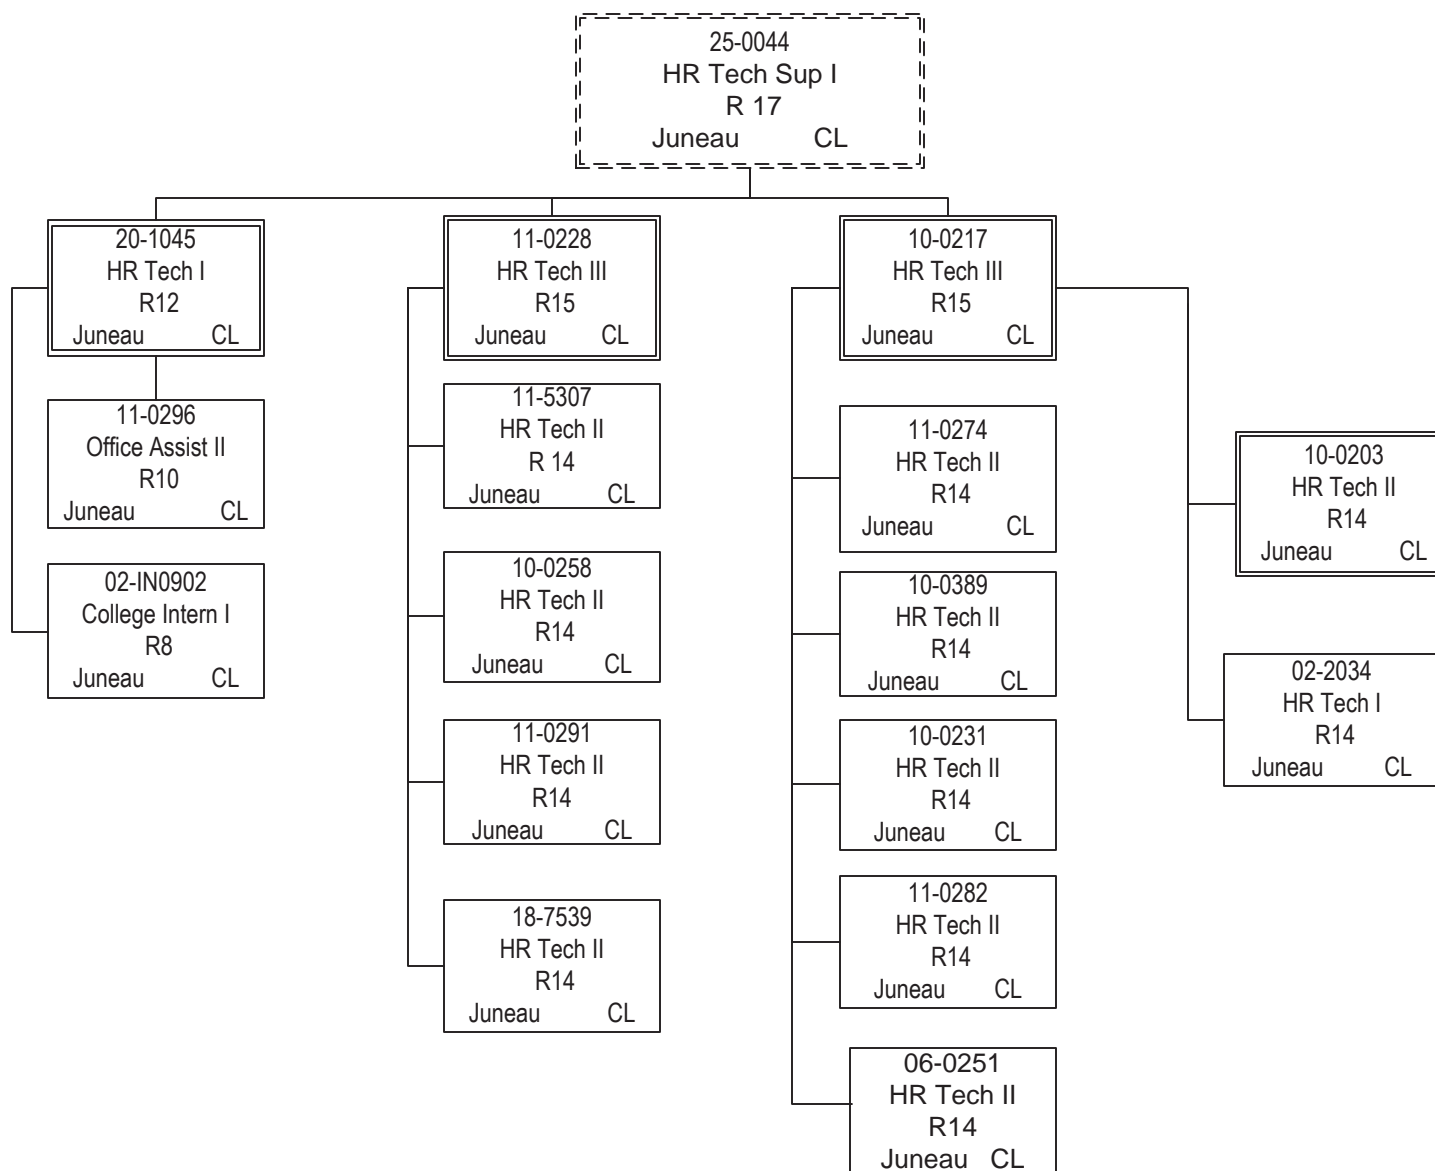 25-0044
HR Tech Sup I
R 17
Juneau CL
20-1045
HR Tech I
R12
Juneau CL
11-0296
Office Assist II
R10
Juneau CL
02-IN0902
College Intern I
R8
Juneau CL
11-0228
HR Tech III
R15
Juneau CL
11-5307
HR Tech II
R 14
Juneau CL
10-0258
HR Tech II
R14
Juneau CL
11-0291
HR Tech II
R14
Juneau CL
18-7539
HR Tech II
R14
Juneau CL
10-0217
HR Tech III
R15
Juneau CL
11-0274
HR Tech II
R14
Juneau CL
10-0389
HR Tech II
R14
Juneau CL
10-0231
HR Tech II
R14
Juneau CL
11-0282
HR Tech II
R14
Juneau CL
06-0251
HR Tech II
R14
Juneau CL
10-0203
HR Tech II
R14
Juneau CL
02-2034
HR Tech I
R14
Juneau CL